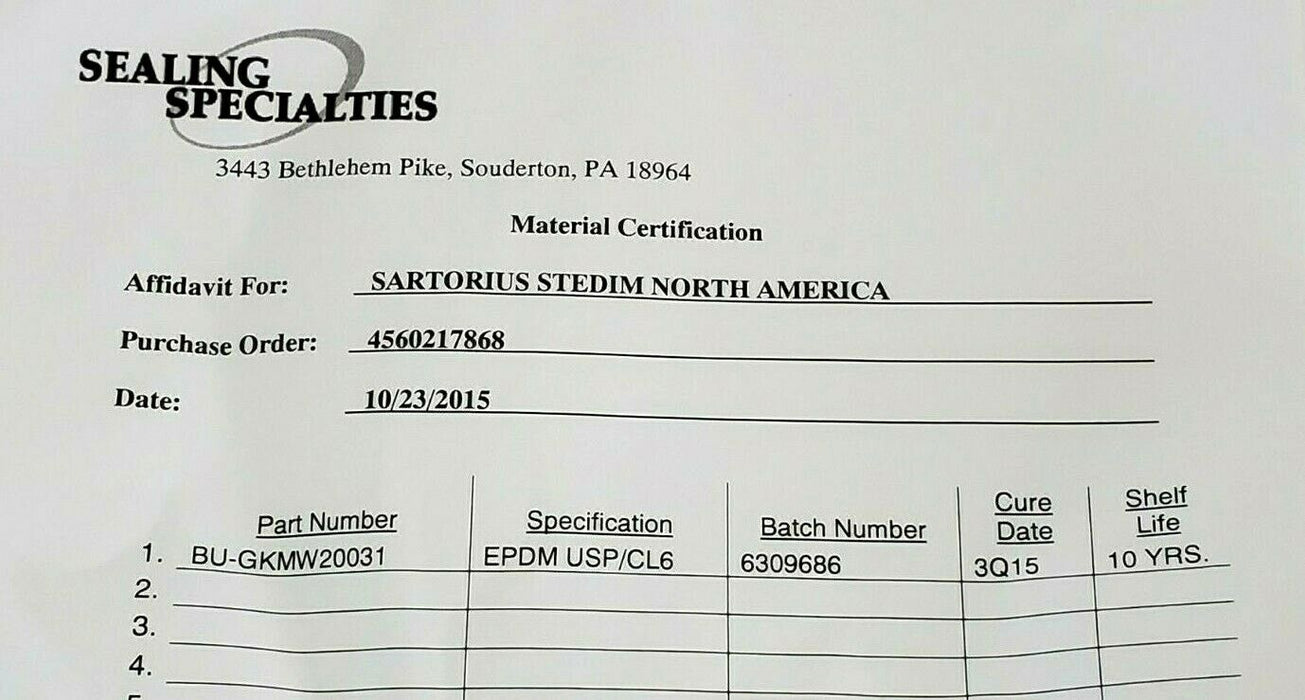 SEALING
SPECIALTIES
3443 Bethlehem Pike, Souderton, PA 18964
Material Certification
Affidavit For: SARTORIUS STEDIM NORTH AMERICA
Purchase Order: 4560217868
Date: 10/23/2015
Part Number Specification Batch Number Cure Date Shelf Life
1. BU-GKMW20031 EPDM USP/CL6 6309686 3Q15 10 YRS.
2.
3.
4.